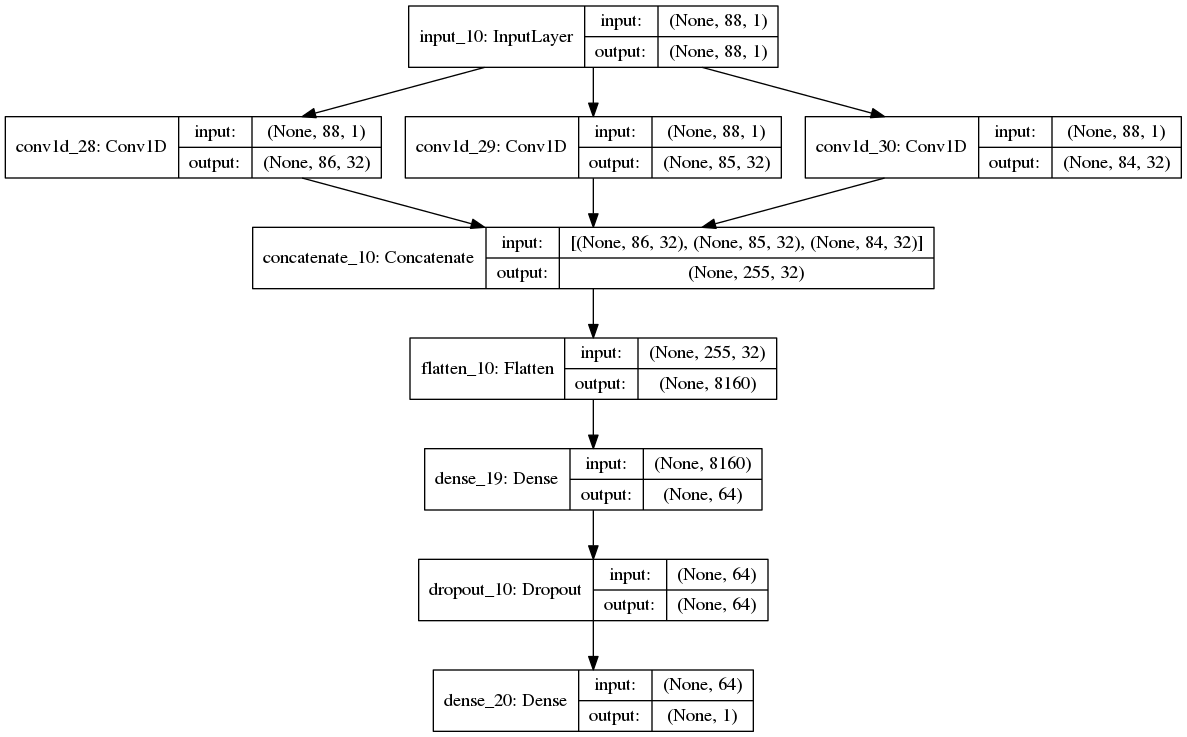 input_10: InputLayer
input: (None, 88, 1)
output: (None, 88, 1)
conv1d_28: Conv1D
input: (None, 88, 1)
output: (None, 86, 32)
conv1d_29: Conv1D
input: (None, 88, 1)
output: (None, 85, 32)
conv1d_30: Conv1D
input: (None, 88, 1)
output: (None, 84, 32)
concatenate_10: Concatenate
input: [(None, 86, 32), (None, 85, 32), (None, 84, 32)]
output: (None, 255, 32)
flatten_10: Flatten
input: (None, 255, 32)
output: (None, 8160)
dense_19: Dense
input: (None, 8160)
output: (None, 64)
dropout_10: Dropout
input: (None, 64)
output: (None, 64)
dense_20: Dense
input: (None, 64)
output: (None, 1)